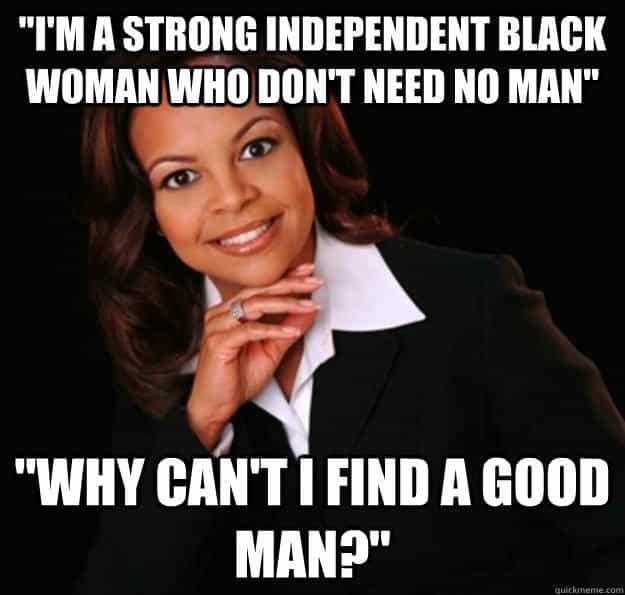 "I'M A STRONG INDEPENDENT BLACK
WOMAN WHO DON'T NEED NO MAN"
"WHY CAN'T I FIND A GOOD
MAN?"
quickmeme.com